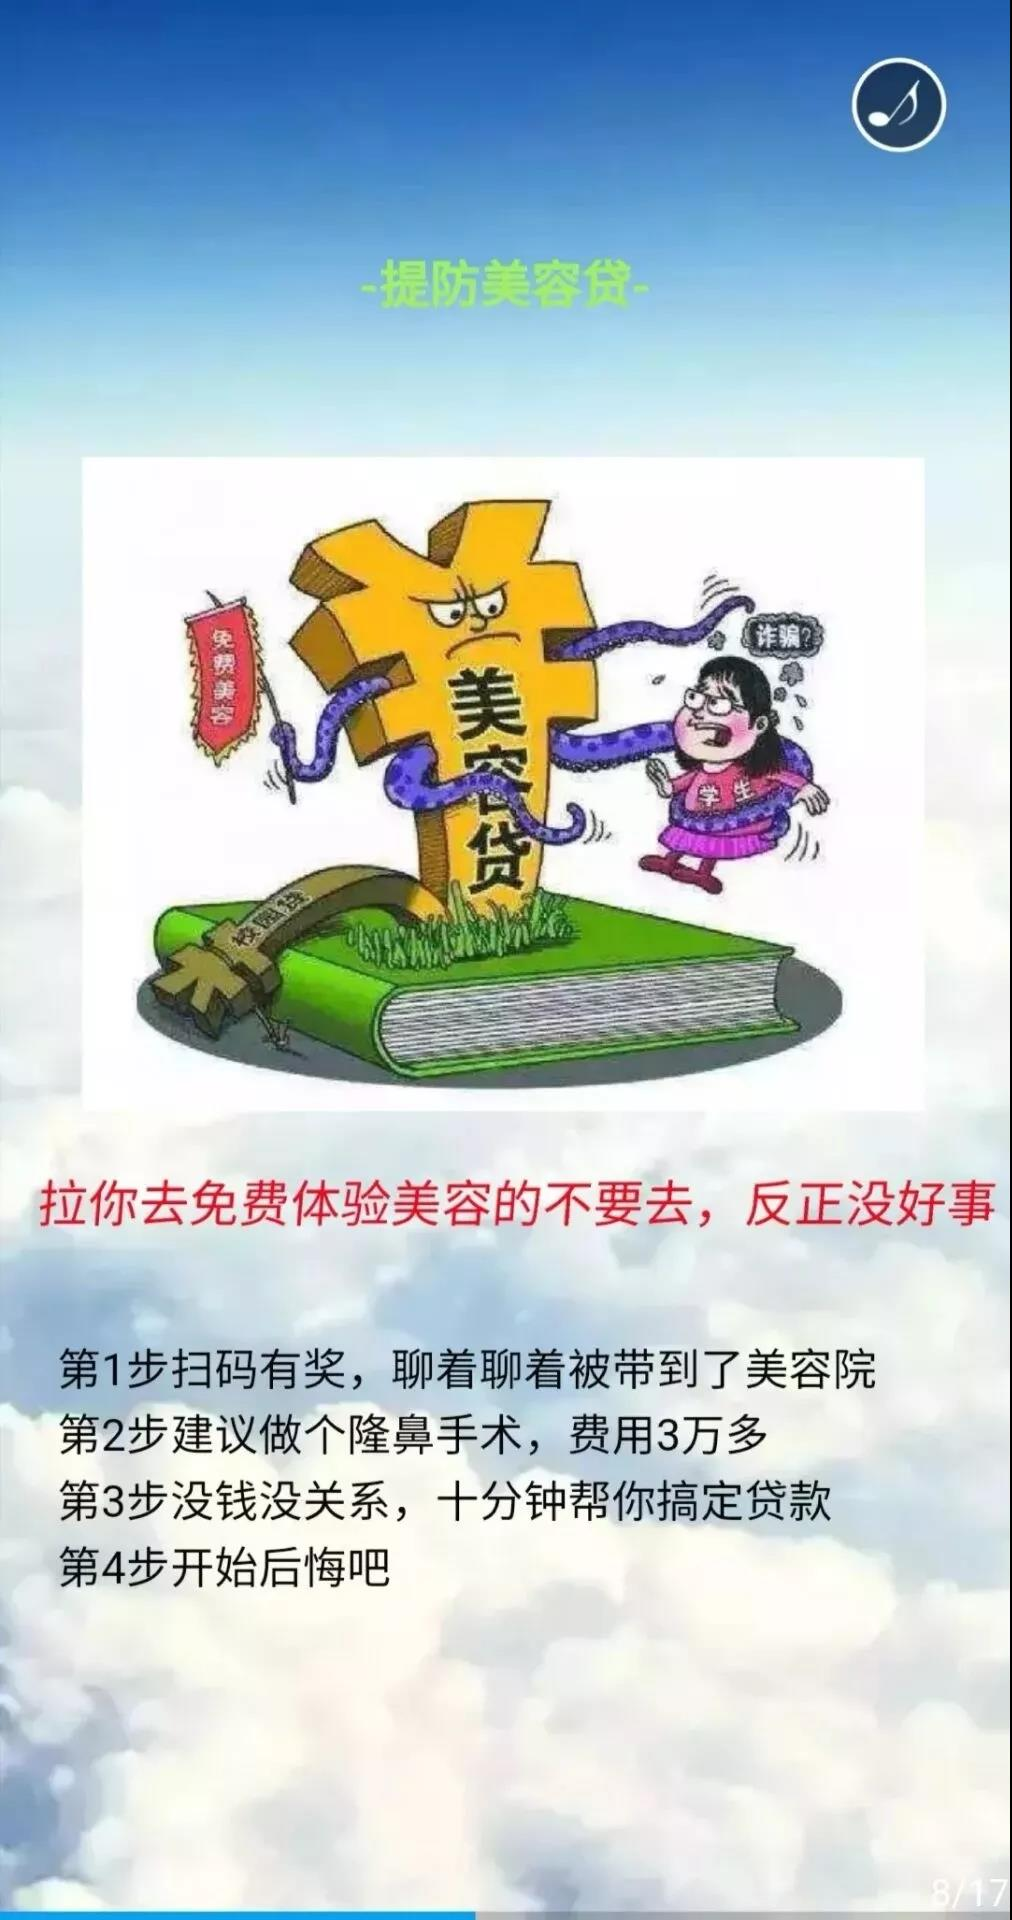 -提防美容贷-
免费美容
诈骗?
美容贷
学生
校园贷
拉你去免费体验美容的不要去，反正没好事
第1步扫码有奖，聊着聊着被带到了美容院
第2步建议做个隆鼻手术，费用3万多
第3步没钱没关系，十分钟帮你搞定贷款
第4步开始后悔吧
8/17